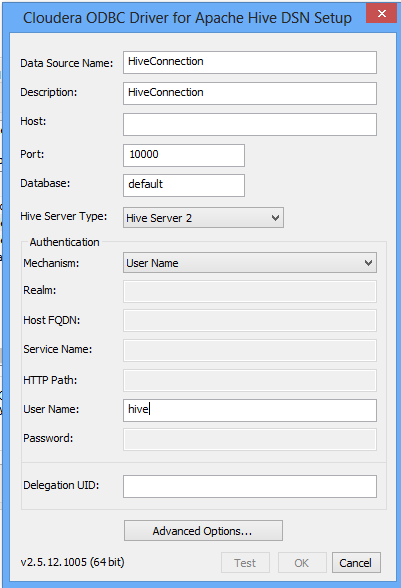 Cloudera ODBC Driver for Apache Hive DSN Setup
Data Source Name: HiveConnection
Description: HiveConnection
Host:
Port: 10000
Database: default
Hive Server Type: Hive Server 2
Authentication
Mechanism: User Name
Realm:
Host FQDN:
Service Name:
HTTP Path:
User Name: hive
Password:
Delegation UID:
Advanced Options...
v2.5.12.1005 (64 bit) Test OK Cancel